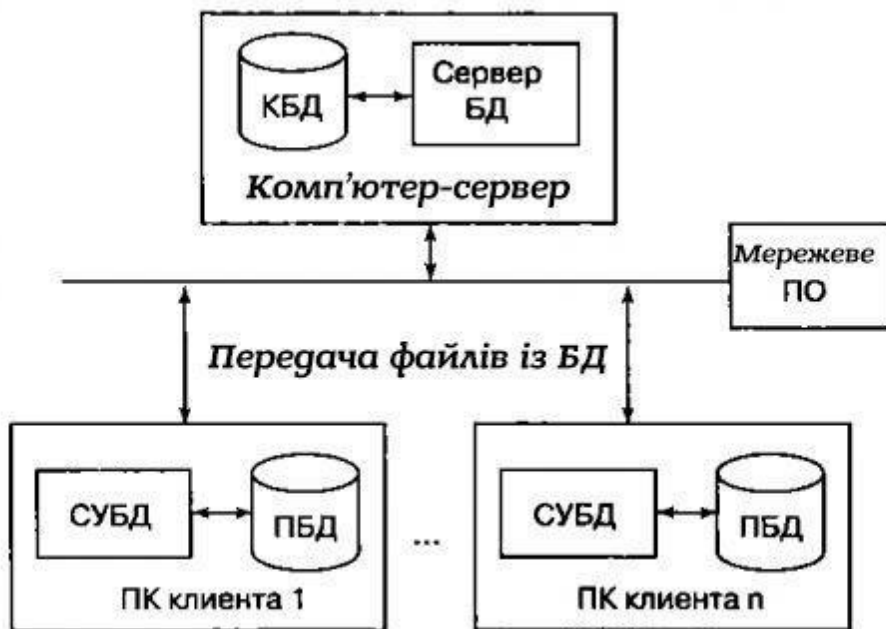 КБД
Сервер
БД
Комп'ютер-сервер
Мережеве
ПО
Передача файлів із БД
СУБД
ПБД
ПК клиента 1
...
СУБД
ПБД
ПК клиента n